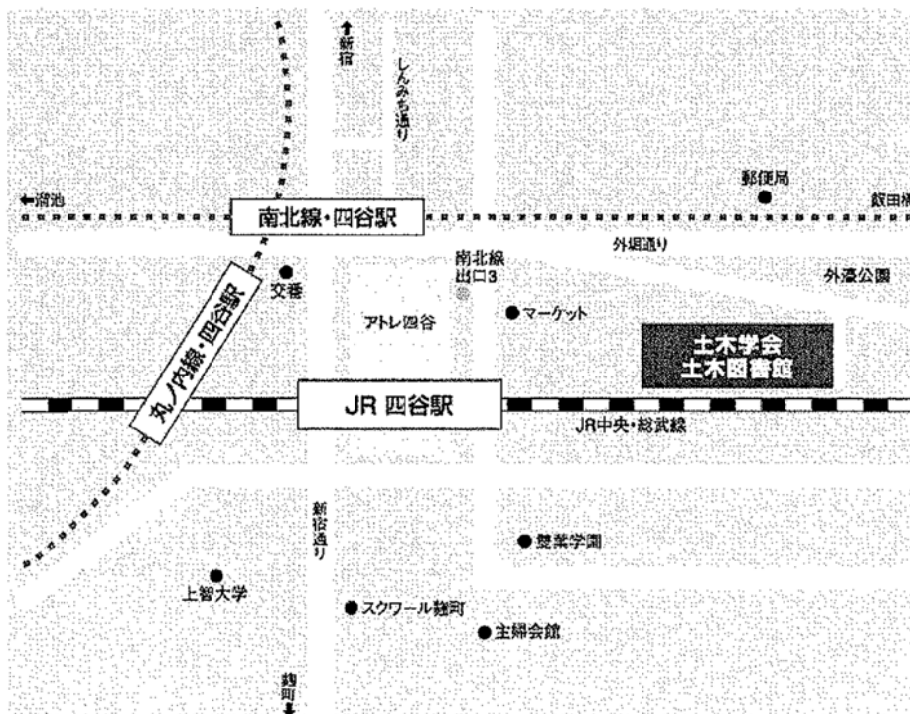 ↑新宿
しんみち通り
←溜池
郵便局
飯田橋
南北線・四谷駅
外堀通り
南北線
出口3
外濠公園
交番
丸ノ内線・四谷駅
アトレ四谷
マーケット
土木学会
土木図書館
JR 四谷駅
JR中央・総武線
新宿通り
雙葉学園
上智大学
スクワール麹町
主婦会館
麹町↓